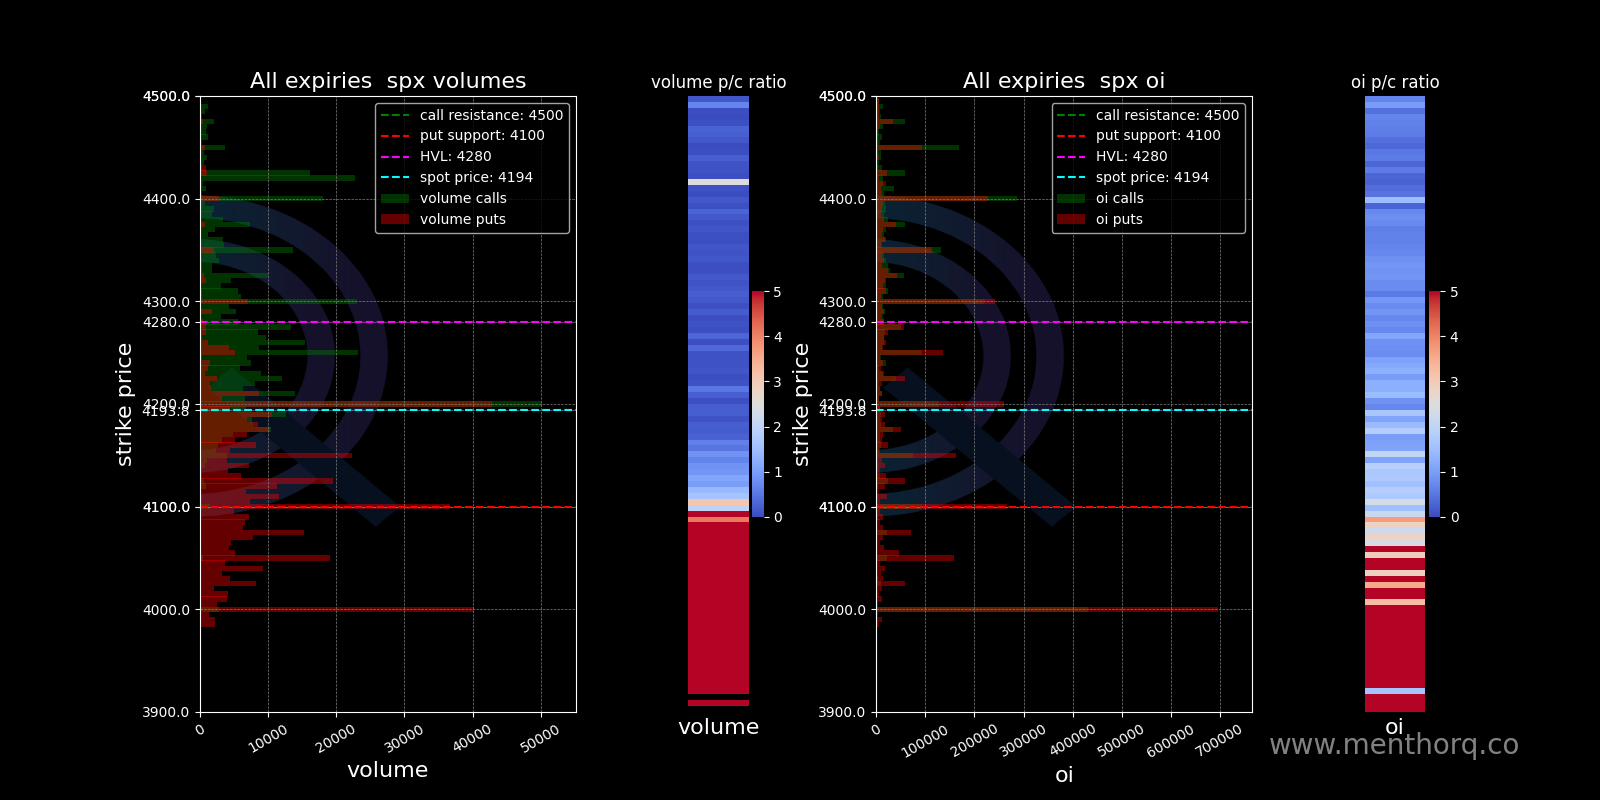 All expiries  spx volumes
volume p/c ratio
All expiries  spx oi
oi p/c ratio
call resistance: 4500
put support: 4100
HVL: 4280
spot price: 4194
volume calls
volume puts
call resistance: 4500
put support: 4100
HVL: 4280
spot price: 4194
oi calls
oi puts
strike price
4500.0
4400.0
4300.0
4280.0
4200.0
4193.8
4100.0
4000.0
3900.0
0
10000
20000
30000
40000
50000
volume
5
4
3
2
1
0
volume
strike price
4500.0
4400.0
4300.0
4280.0
4200.0
4193.8
4100.0
4000.0
3900.0
0
100000
200000
300000
400000
500000
600000
700000
oi
5
4
3
2
1
0
oi
www.menthorq.co